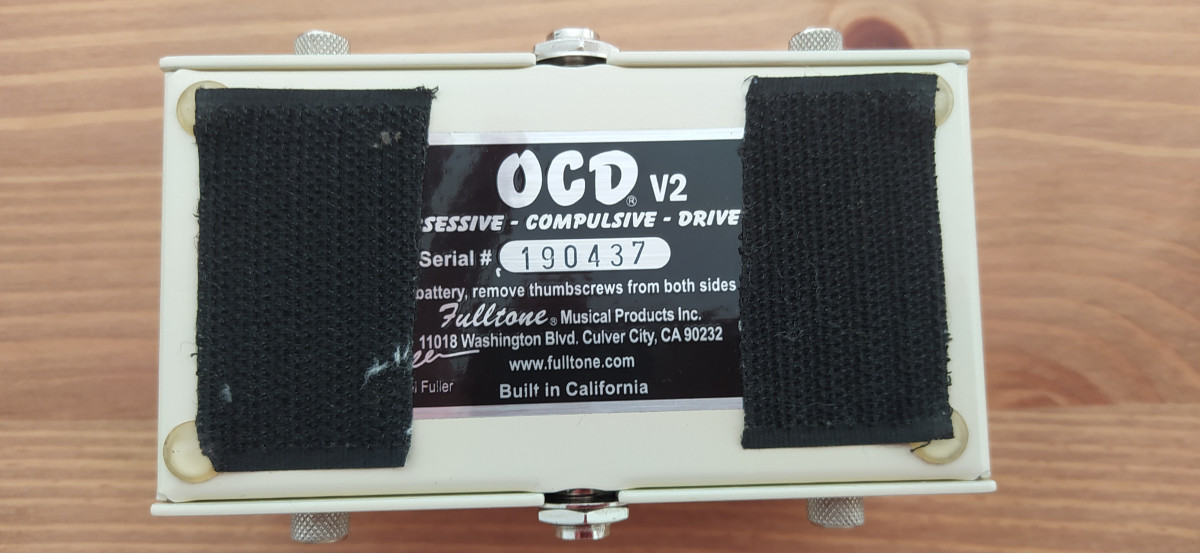 OCD® V2
SESSIVE - COMPULSIVE - DRIVE
Serial # 190437
battery, remove thumbscrews from both sides
Fulltone® Musical Products Inc.
11018 Washington Blvd. Culver City, CA 90232
www.fulltone.com
Fuller
Built in California